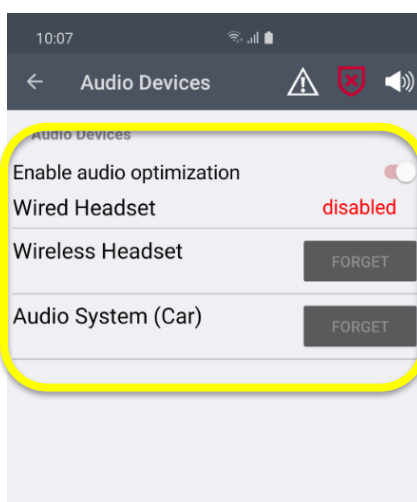 10:07
Audio Devices
Audio Devices
Enable audio optimization
Wired Headset disabled
Wireless Headset FORGET
Audio System (Car) FORGET